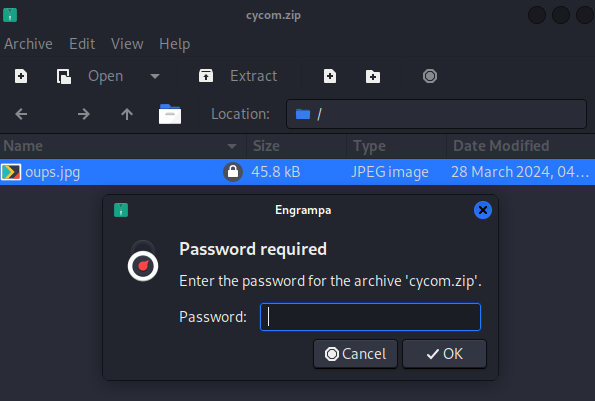 cycom.zip
Archive Edit View Help
Open Extract
Location: /
Name Size Type Date Modified
oups.jpg 45.8 kB JPEG image 28 March 2024, 04...
Engrampa
Password required
Enter the password for the archive 'cycom.zip'.
Password:
Cancel OK